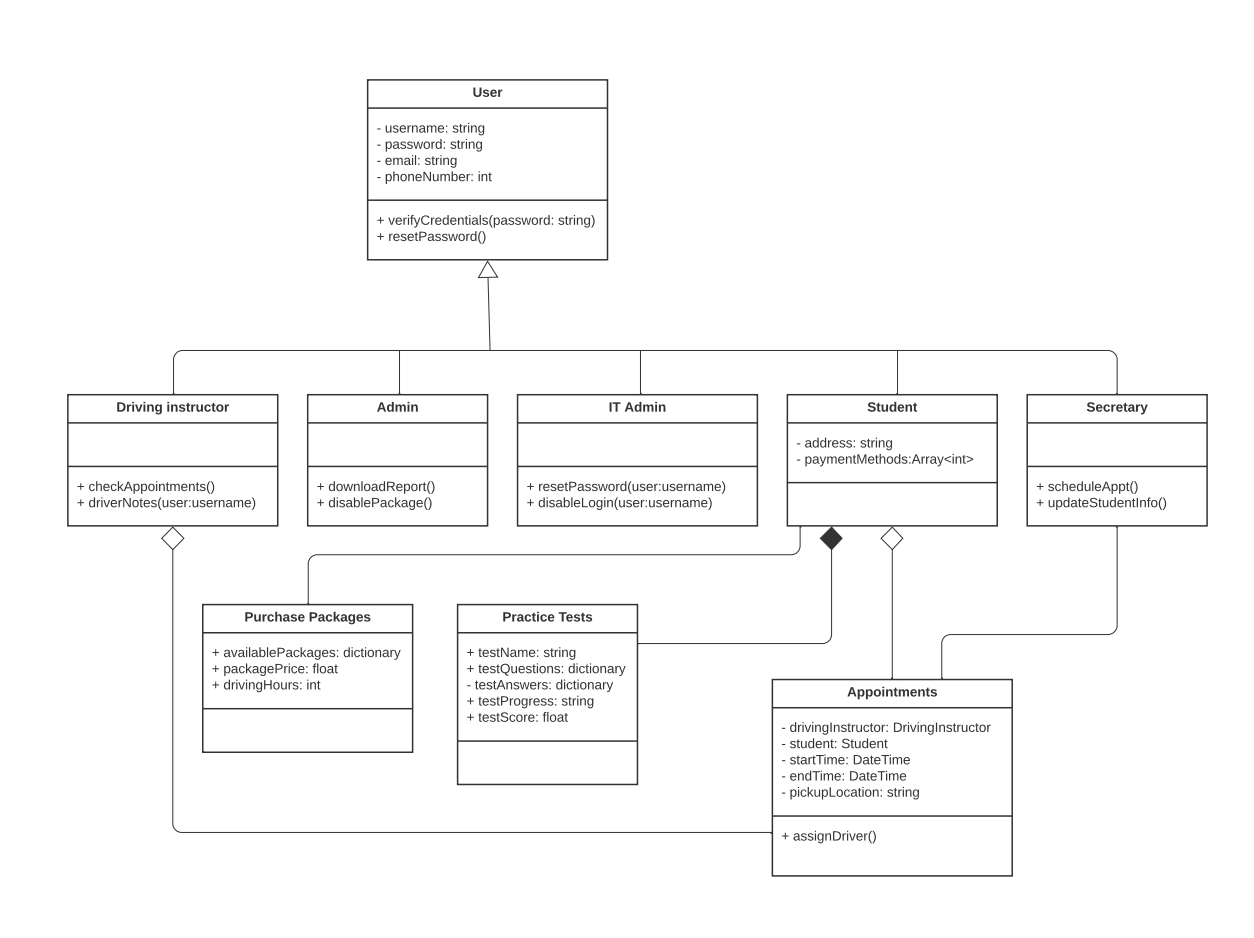 User
- username: string
- password: string
- email: string
- phoneNumber: int
+ verifyCredentials(password: string)
+ resetPassword()
Driving instructor
+ checkAppointments()
+ driverNotes(user:username)
Admin
+ downloadReport()
+ disablePackage()
IT Admin
+ resetPassword(user:username)
+ disableLogin(user:username)
Student
- address: string
- paymentMethods:Array<int>
Secretary
+ scheduleAppt()
+ updateStudentInfo()
Purchase Packages
+ availablePackages: dictionary
+ packagePrice: float
+ drivingHours: int
Practice Tests
+ testName: string
+ testQuestions: dictionary
- testAnswers: dictionary
+ testProgress: string
+ testScore: float
Appointments
- drivingInstructor: DrivingInstructor
- student: Student
- startTime: DateTime
- endTime: DateTime
- pickupLocation: string
+ assignDriver()